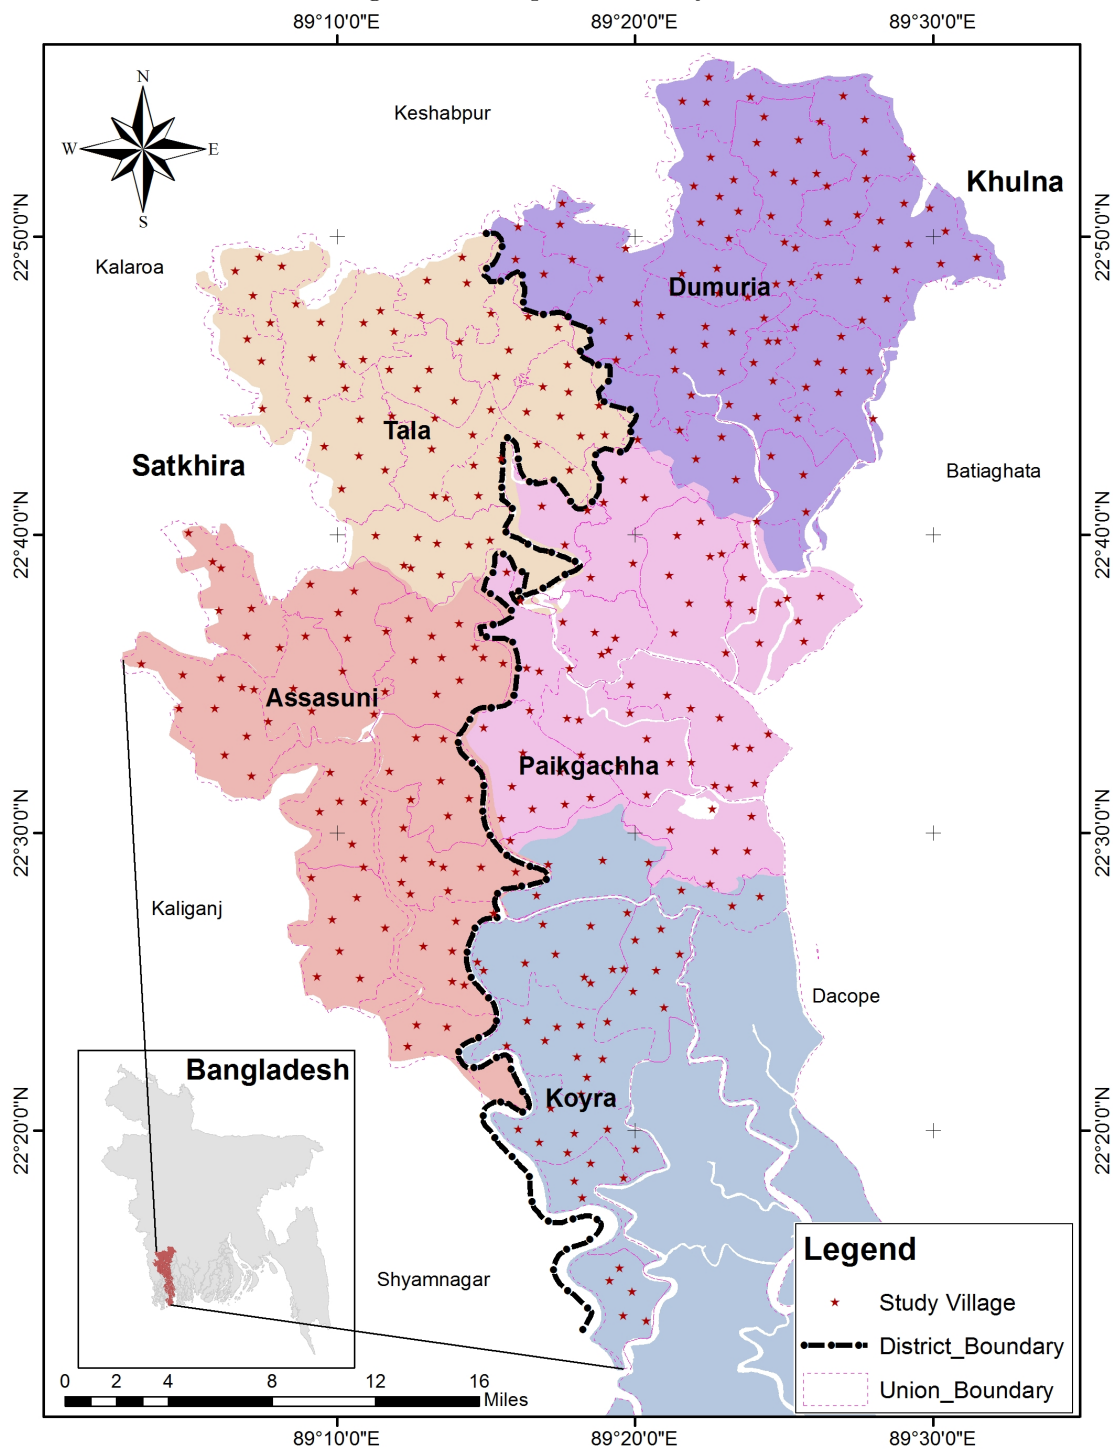 89°10'0"E 89°20'0"E 89°30'0"E
N
W E
S
Keshabpur
Khulna
22°50'0"N 22°50'0"N
Kalaroa
Dumuria
Tala
Satkhira
Batiaghata
22°40'0"N 22°40'0"N
Assasuni
Paikgachha
22°30'0"N 22°30'0"N
Kaliganj
Dacope
Bangladesh
Koyra
22°20'0"N 22°20'0"N
Shyamnagar
Legend
Study Village
District_Boundary
Union_Boundary
0 2 4 8 12 16
Miles
89°10'0"E 89°20'0"E 89°30'0"E